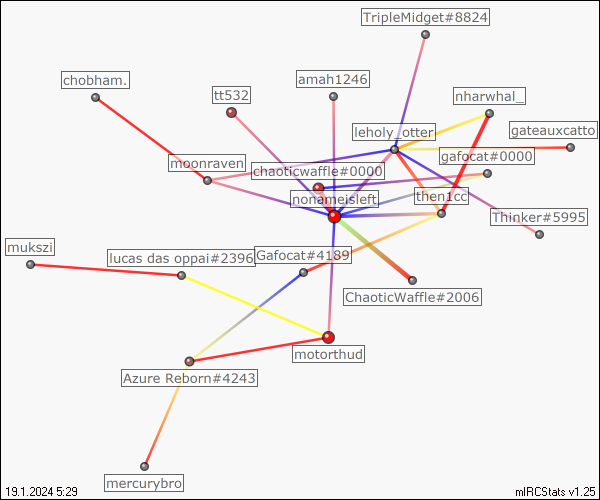 TripleMidget#8824
chobham.
amah1246
tt532
nharwhal_
leholy_otter
gateauxcatto
gafocat#0000
moonraven
chaoticwaffle#0000
nonameisleft
then1cc
Thinker#5995
mukszi
lucas das oppai#2396
Gafocat#4189
ChaoticWaffle#2006
motorthud
Azure Reborn#4243
mercurybro
19.1.2024 5:29
mIRCStats v1.25